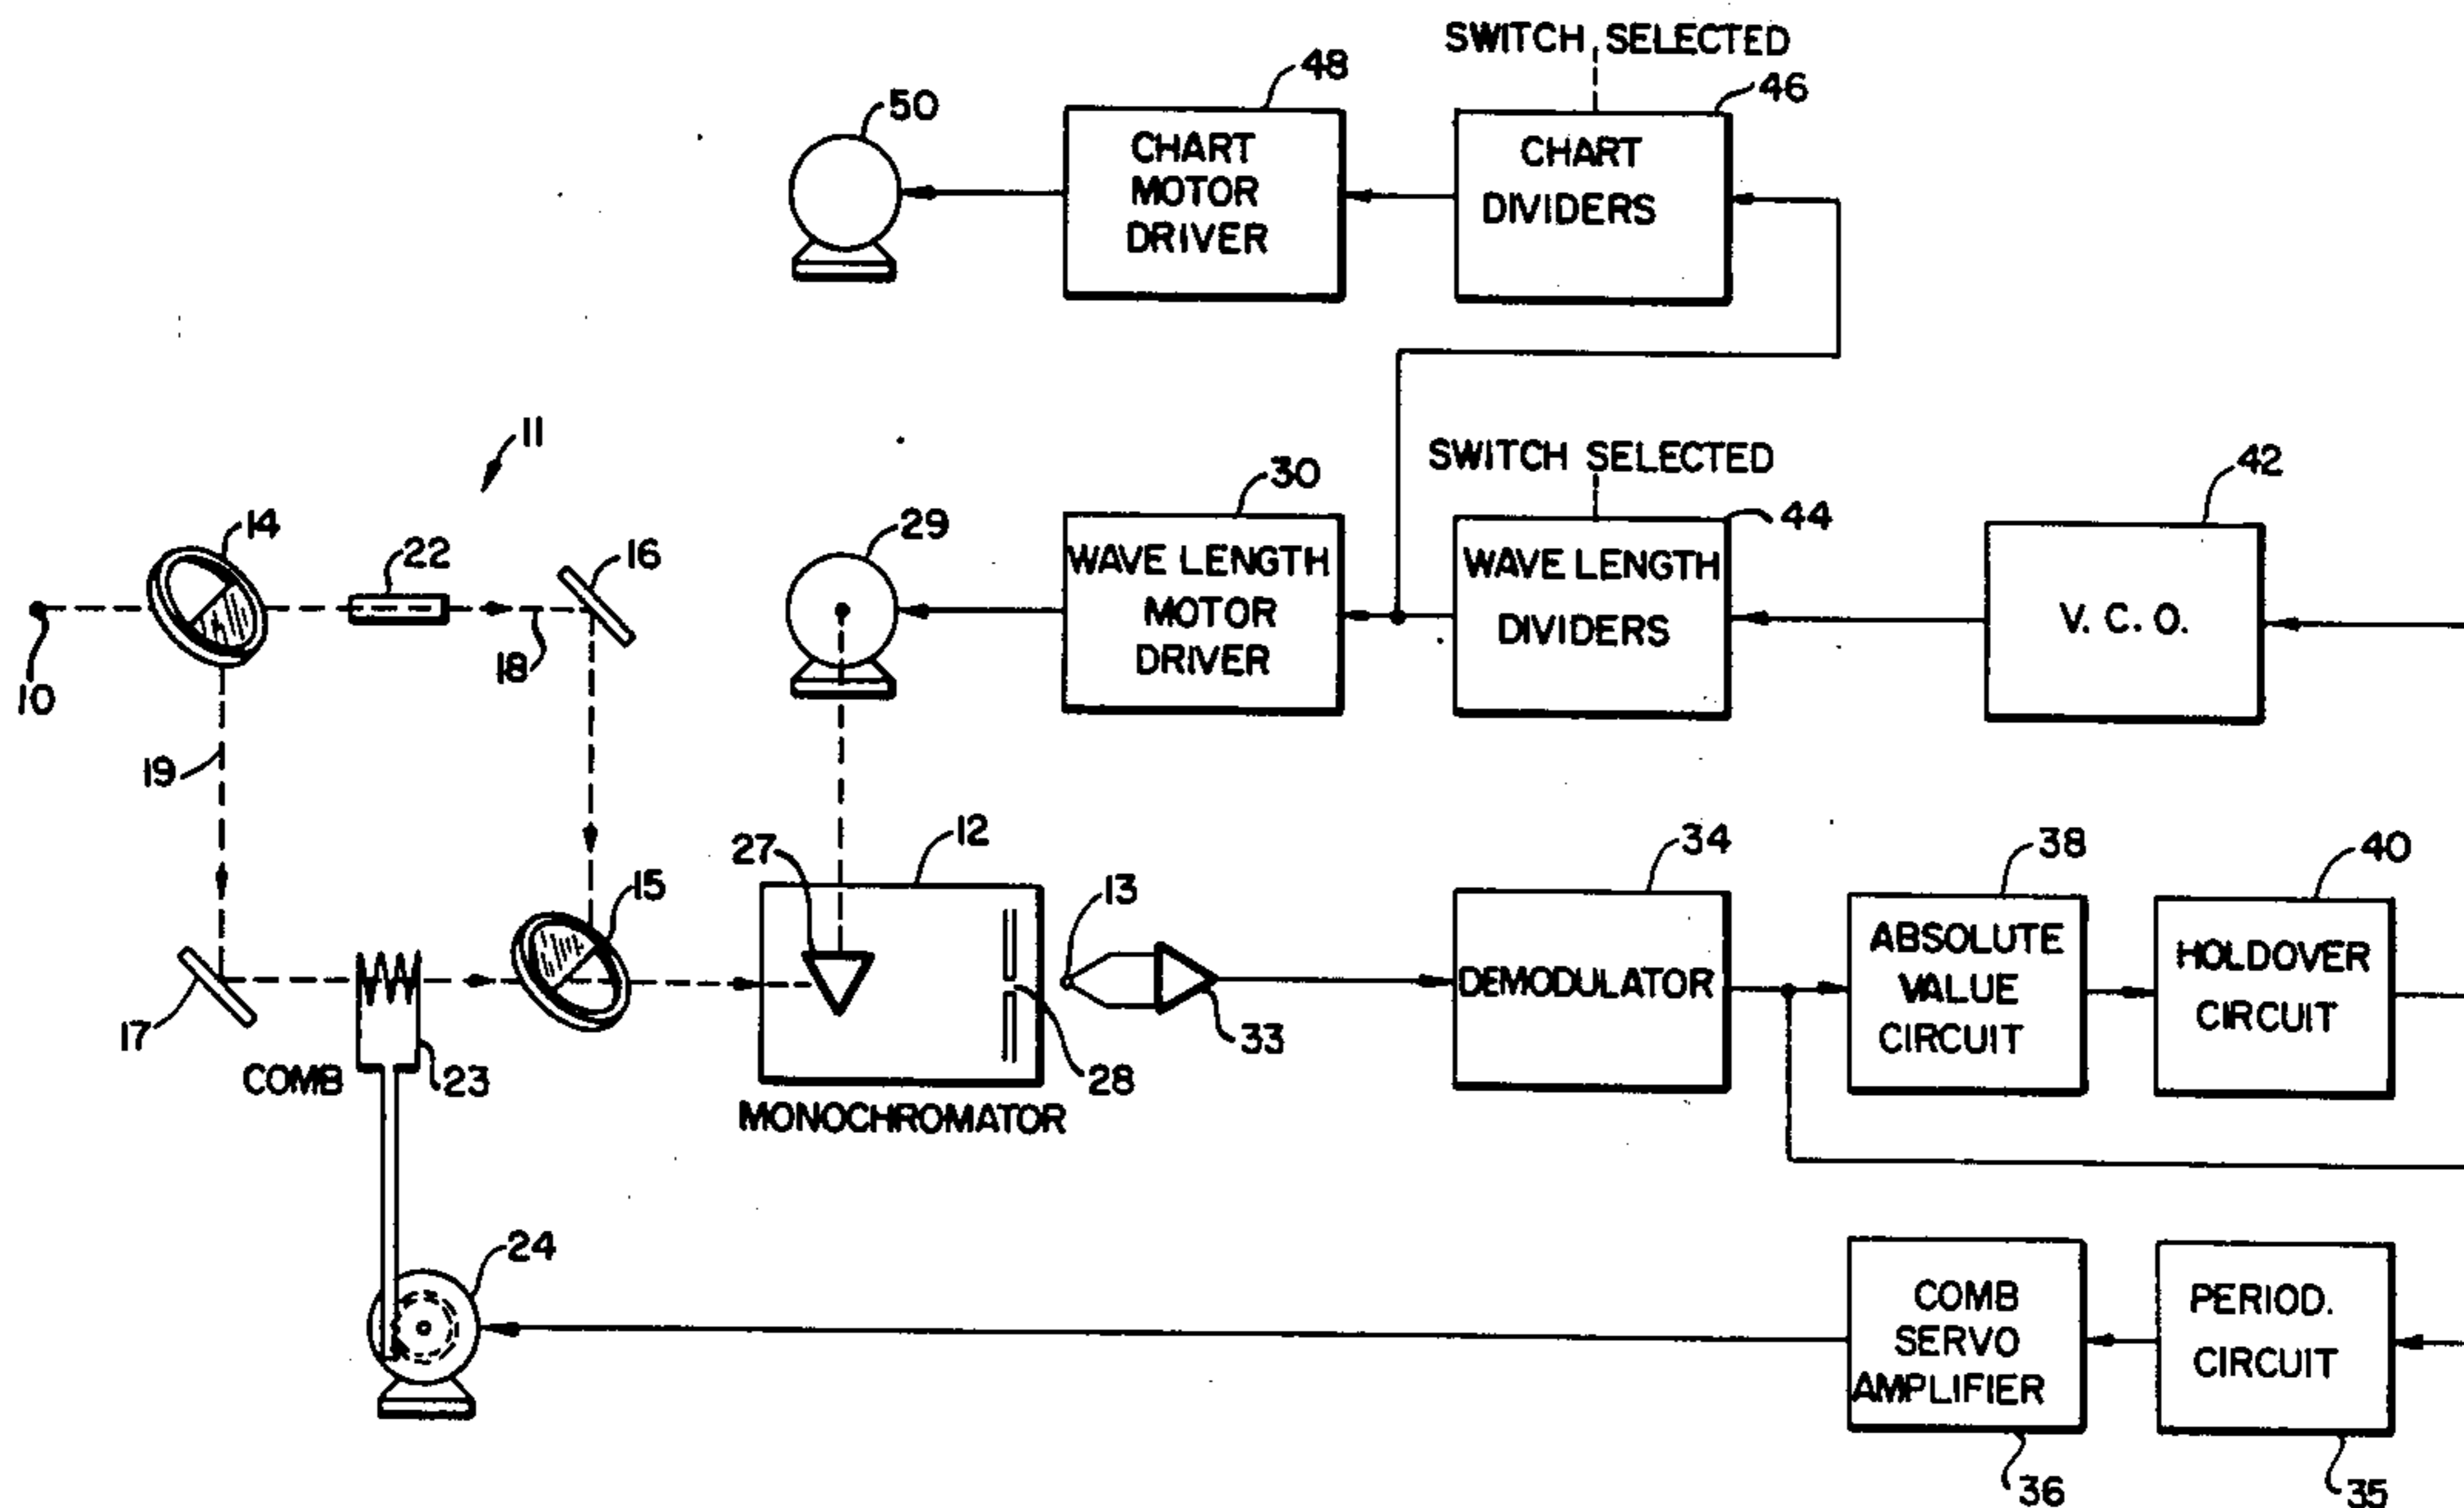 SWITCH SELECTED
48
46
50
CHART
MOTOR
DRIVER
CHART
DIVIDERS
11
SWITCH SELECTED
42
30
44
29
14
22
16
WAVE LENGTH
MOTOR
DRIVER
WAVE LENGTH
DIVIDERS
V. C. O.
10
18
19
12
34
38
40
27
15
13
ABSOLUTE
VALUE
CIRCUIT
HOLDOVER
CIRCUIT
DEMODULATOR
17
COMB
23
33
28
MONOCHROMATOR
24
COMB
SERVO
AMPLIFIER
PERIOD.
CIRCUIT
36
35